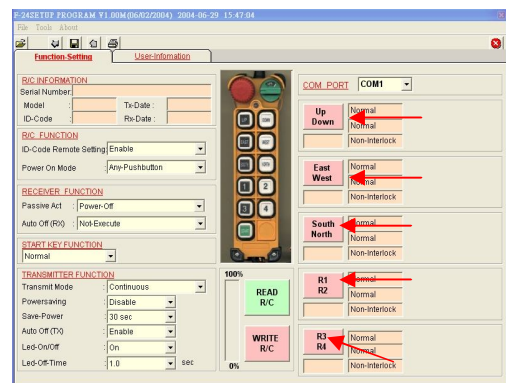 F-24SETUP PROGRAM V1.00M(06/02/2004) 2004-06-29 15:47:04
File Tools About
Function-Setting User-Infomation
R/C INFORMATION
Serial Number:
Model : Tx-Date :
ID-Code : Rx-Date :
R/C FUNCTION
ID-Code Remote Setting: Enable
Power On Mode : Any-Pushbutton
RECEIVER FUNCTION
Passive Act : Power-Off
Auto Off (RX) : Not-Execute
START KEY FUNCTION
Normal
TRANSMITTER FUNCTION
Transmit Mode : Continuous
Powersaving : Disable
Save-Power : 30 sec
Auto Off (TX) : Enable
Led-On/Off : On
Led-Off-Time : 1.0 sec
1 2
3 4
100%
READ
R/C
WRITE
R/C
0%
COM PORT COM1
Up
Down
Normal
Normal
Non-Interlock
East
West
Normal
Normal
Non-Interlock
South
North
Normal
Normal
Non-Interlock
R1
R2
Normal
Normal
Non-Interlock
R3
R4
Normal
Normal
Non-Interlock